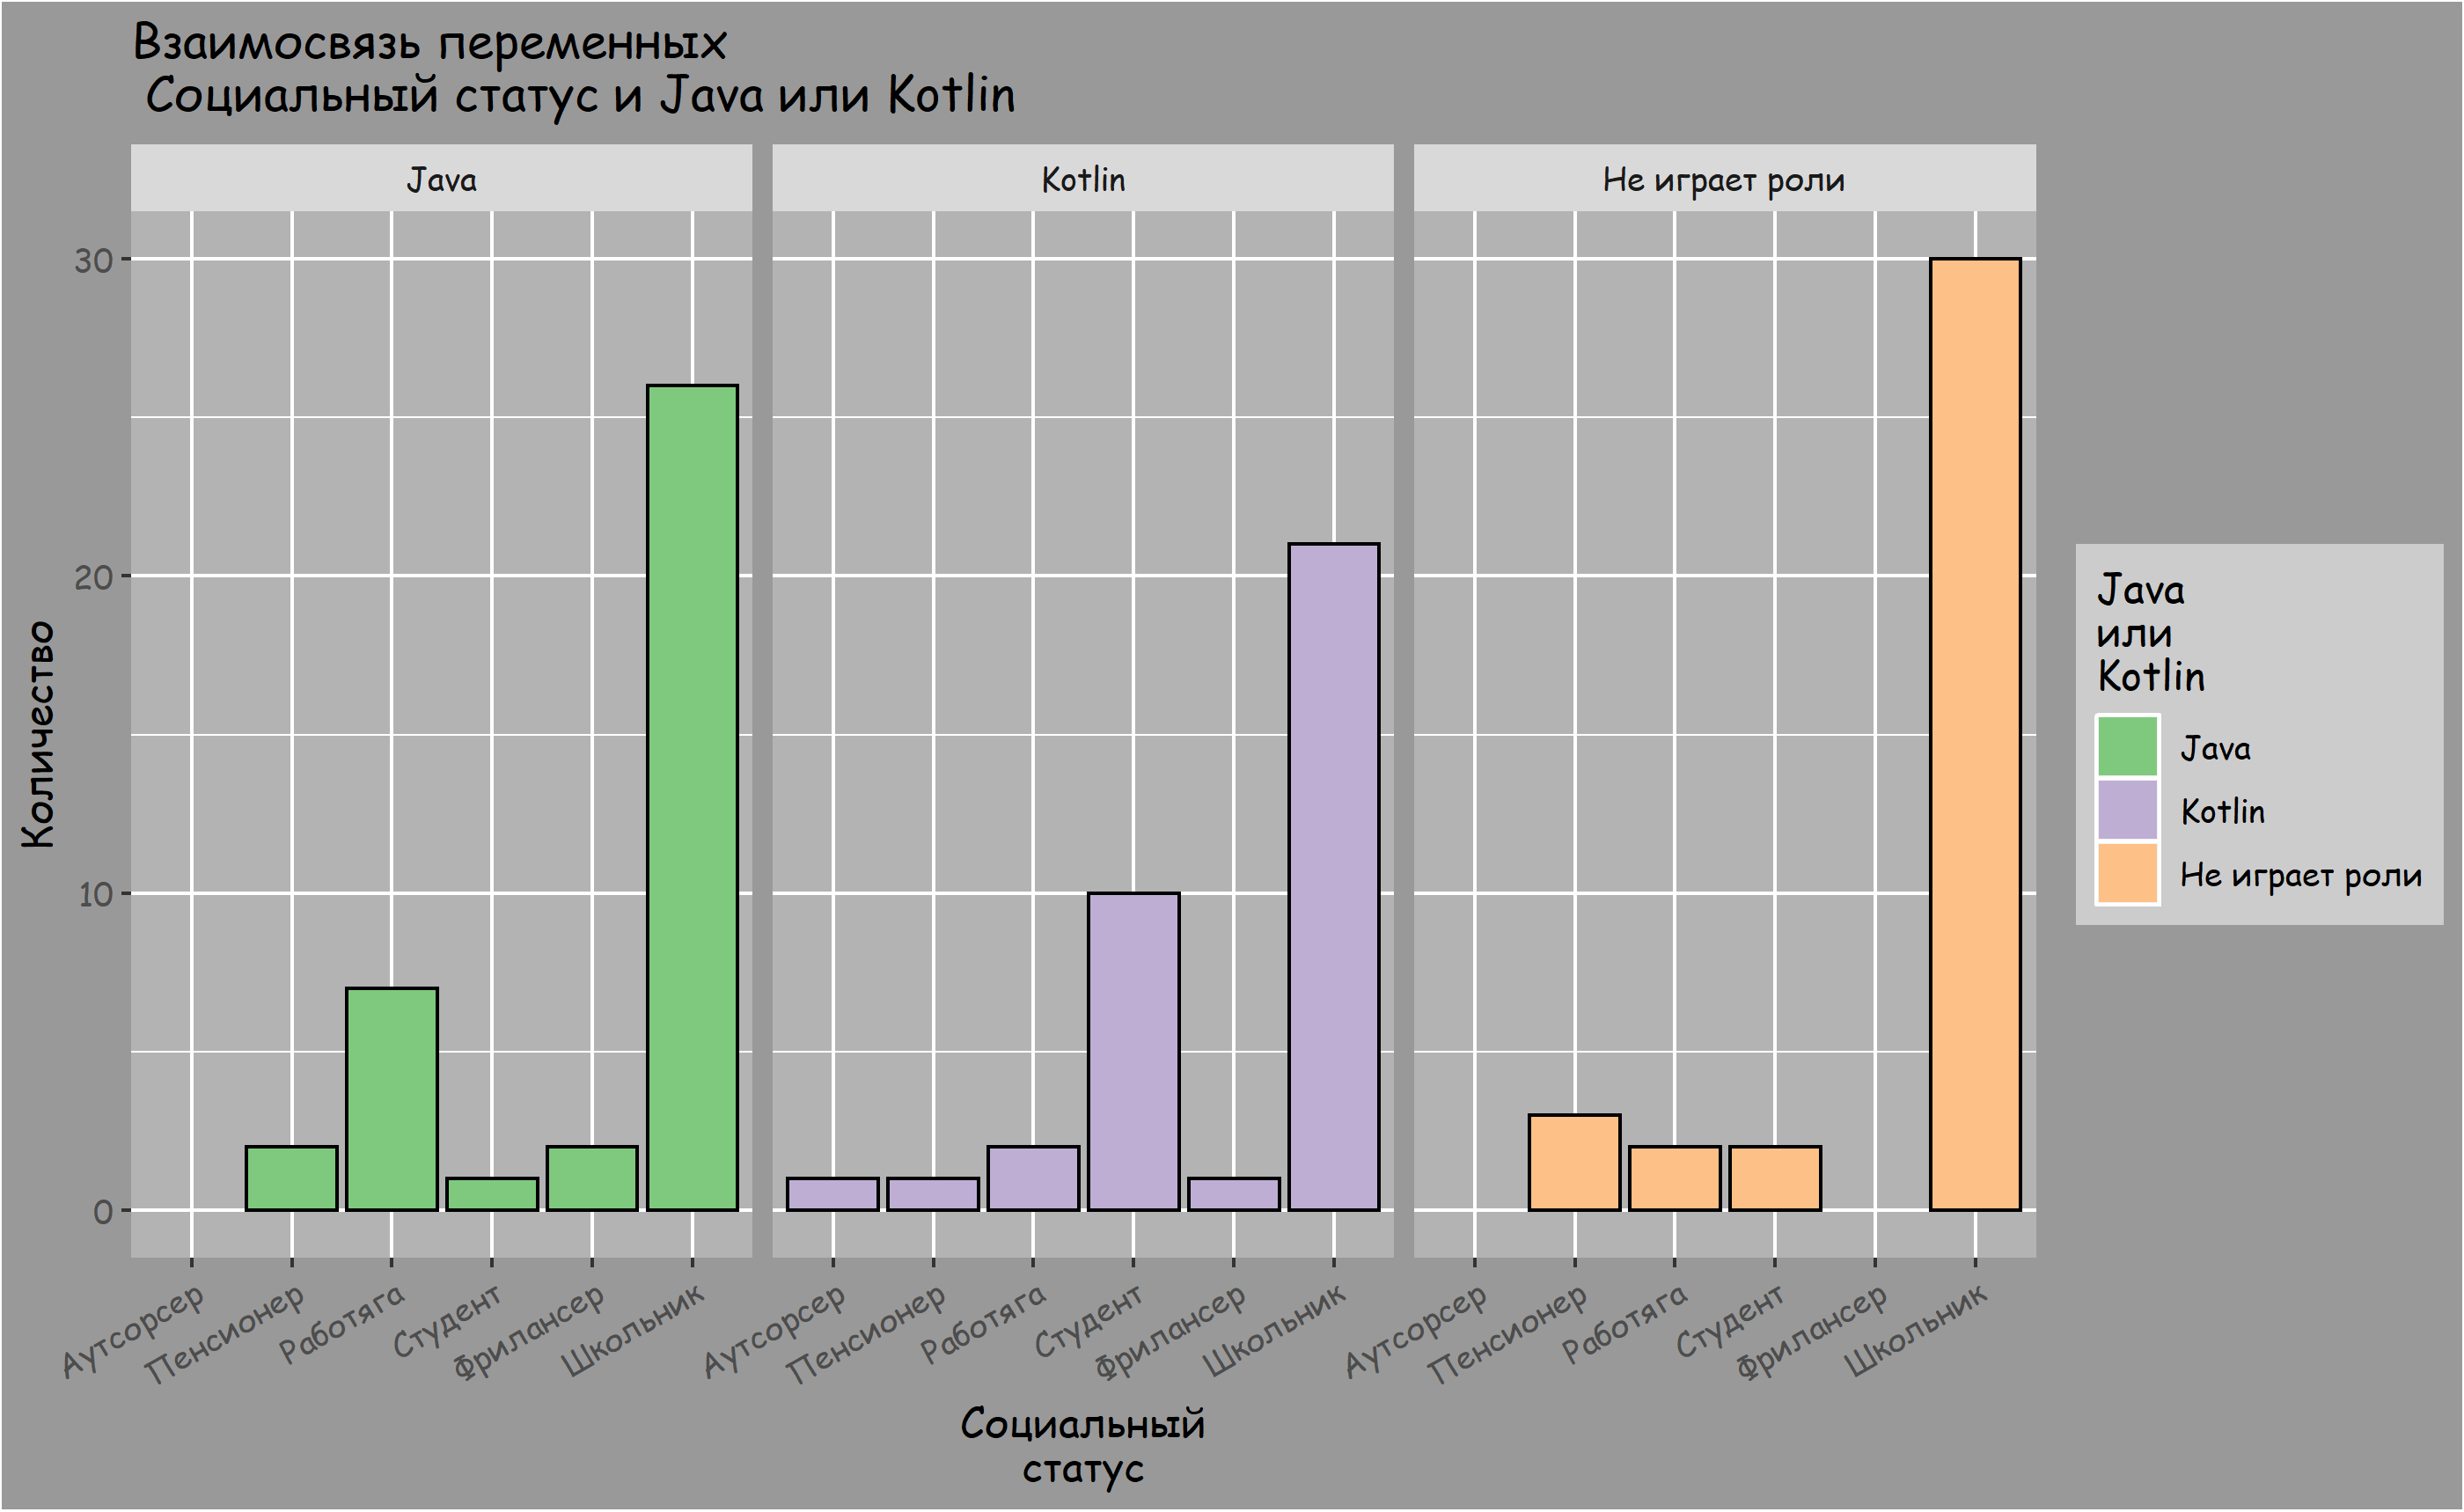 Взаимосвязь переменных
Социальный статус и Java или Kotlin
Java
Kotlin
Не играет роли
Количество
30
20
10
0
Аутсорсер
Пенсионер
Работяга
Студент
Фрилансер
Школьник
Аутсорсер
Пенсионер
Работяга
Студент
Фрилансер
Школьник
Аутсорсер
Пенсионер
Работяга
Студент
Фрилансер
Школьник
Социальный
статус
Java
или
Kotlin
Java
Kotlin
Не играет роли